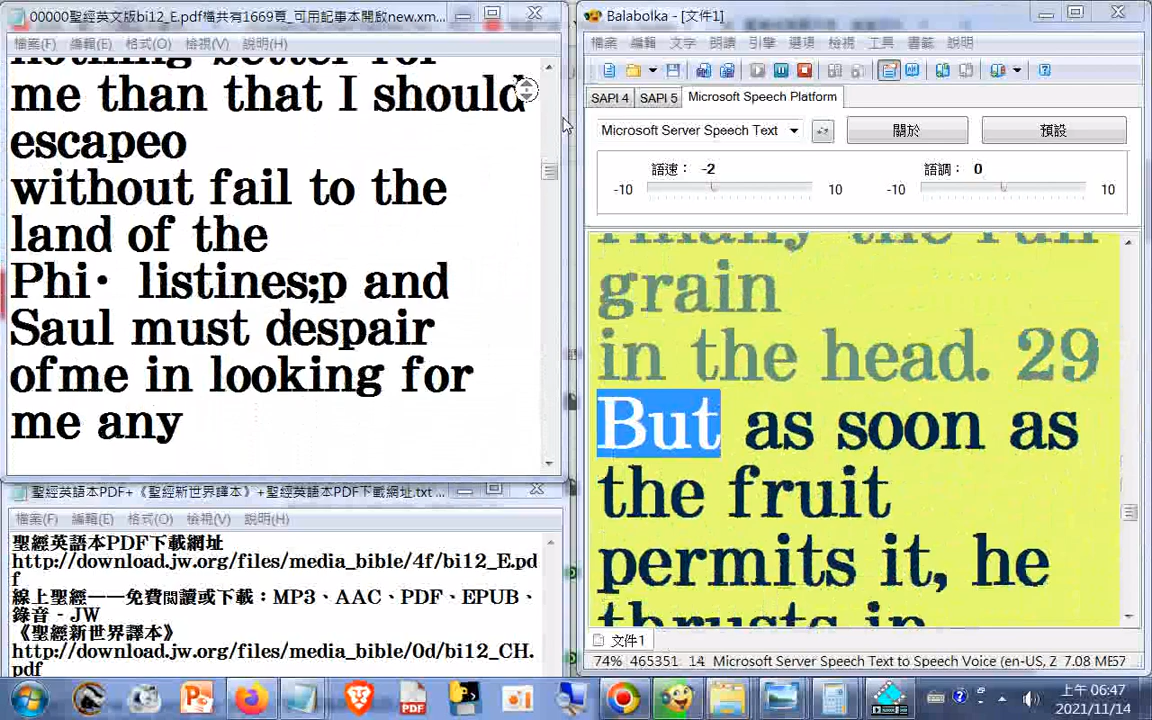 00000聖經英文版bi12_E.pdf檔共有1669頁_可用記事本開啟new.xm...
檔案(F) 編輯(E) 格式(O) 檢視(V) 說明(H)
nothing better for
me than that I should
escapeo
without fail to the
land of the
Phi· listines;p and
Saul must despair
ofme in looking for
me any
聖經英語本PDF+《聖經新世界譯本》+聖經英語本PDF下載網址.txt ...
檔案(F) 編輯(E) 格式(O) 檢視(V) 說明(H)
聖經英語本PDF下載網址
http://download.jw.org/files/media_bible/4f/bi12_E.pd
f
線上聖經——免費閱讀或下載：MP3、AAC、PDF、EPUB、
錄音 - JW
《聖經新世界譯本》
http://download.jw.org/files/media_bible/0d/bi12_CH.
pdf
Balabolka - [文件1]
檔案 編輯 文字 朗讀 引擎 選項 檢視 工具 書籤 說明
SAPI 4 SAPI 5 Microsoft Speech Platform
Microsoft Server Speech Text 關於 預設
語速： -2 語調： 0
-10 10 -10 10
grain
in the head. 29
But as soon as
the fruit
permits it, he
thrusts in
文件1
74% 465351 14 Microsoft Server Speech Text to Speech Voice (en-US, Z 7.08 ME57
上午 06:47
2021/11/14